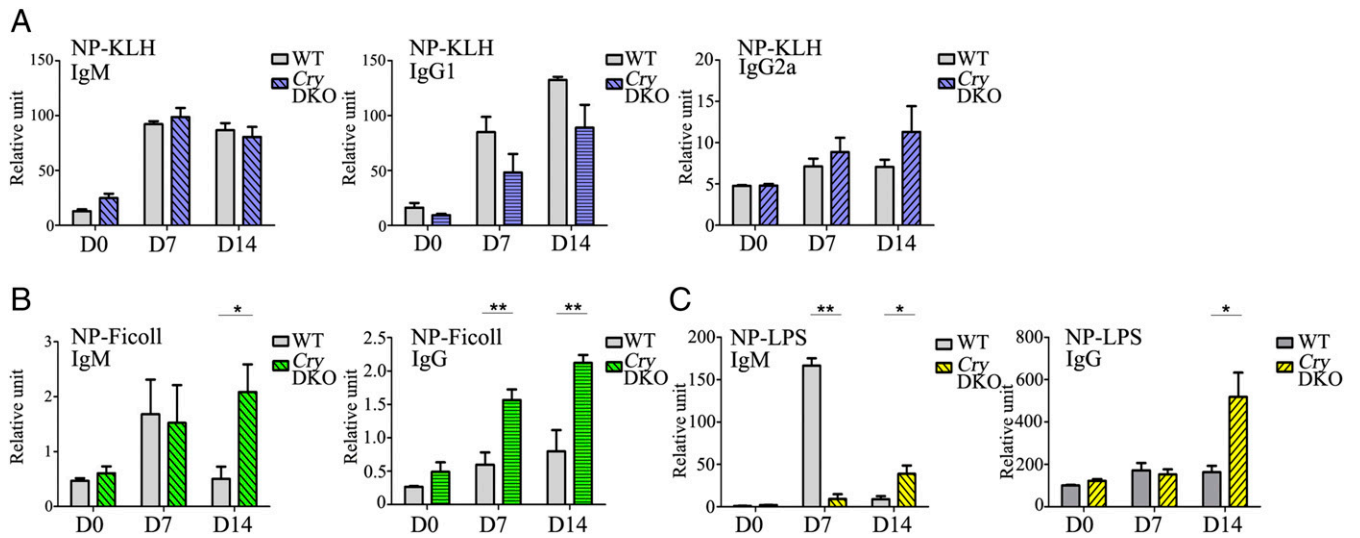 A
NP-KLH
IgM
WT
Cry
DKO
Relative unit
150
100
50
0
D0 D7 D14
NP-KLH
IgG1
WT
Cry
DKO
Relative unit
150
100
50
0
D0 D7 D14
NP-KLH
IgG2a
WT
Cry
DKO
Relative unit
20
15
10
5
0
D0 D7 D14
B
*
NP-Ficoll
IgM
WT
Cry
DKO
Relative unit
3
2
1
0
D0 D7 D14
** **
NP-Ficoll
IgG
WT
Cry
DKO
Relative unit
2.5
2.0
1.5
1.0
0.5
0.0
D0 D7 D14
C
** *
NP-LPS
IgM
WT
Cry
DKO
Relative unit
200
150
100
50
0
D0 D7 D14
*
NP-LPS
IgG
WT
Cry
DKO
Relative unit
800
600
400
200
0
D0 D7 D14